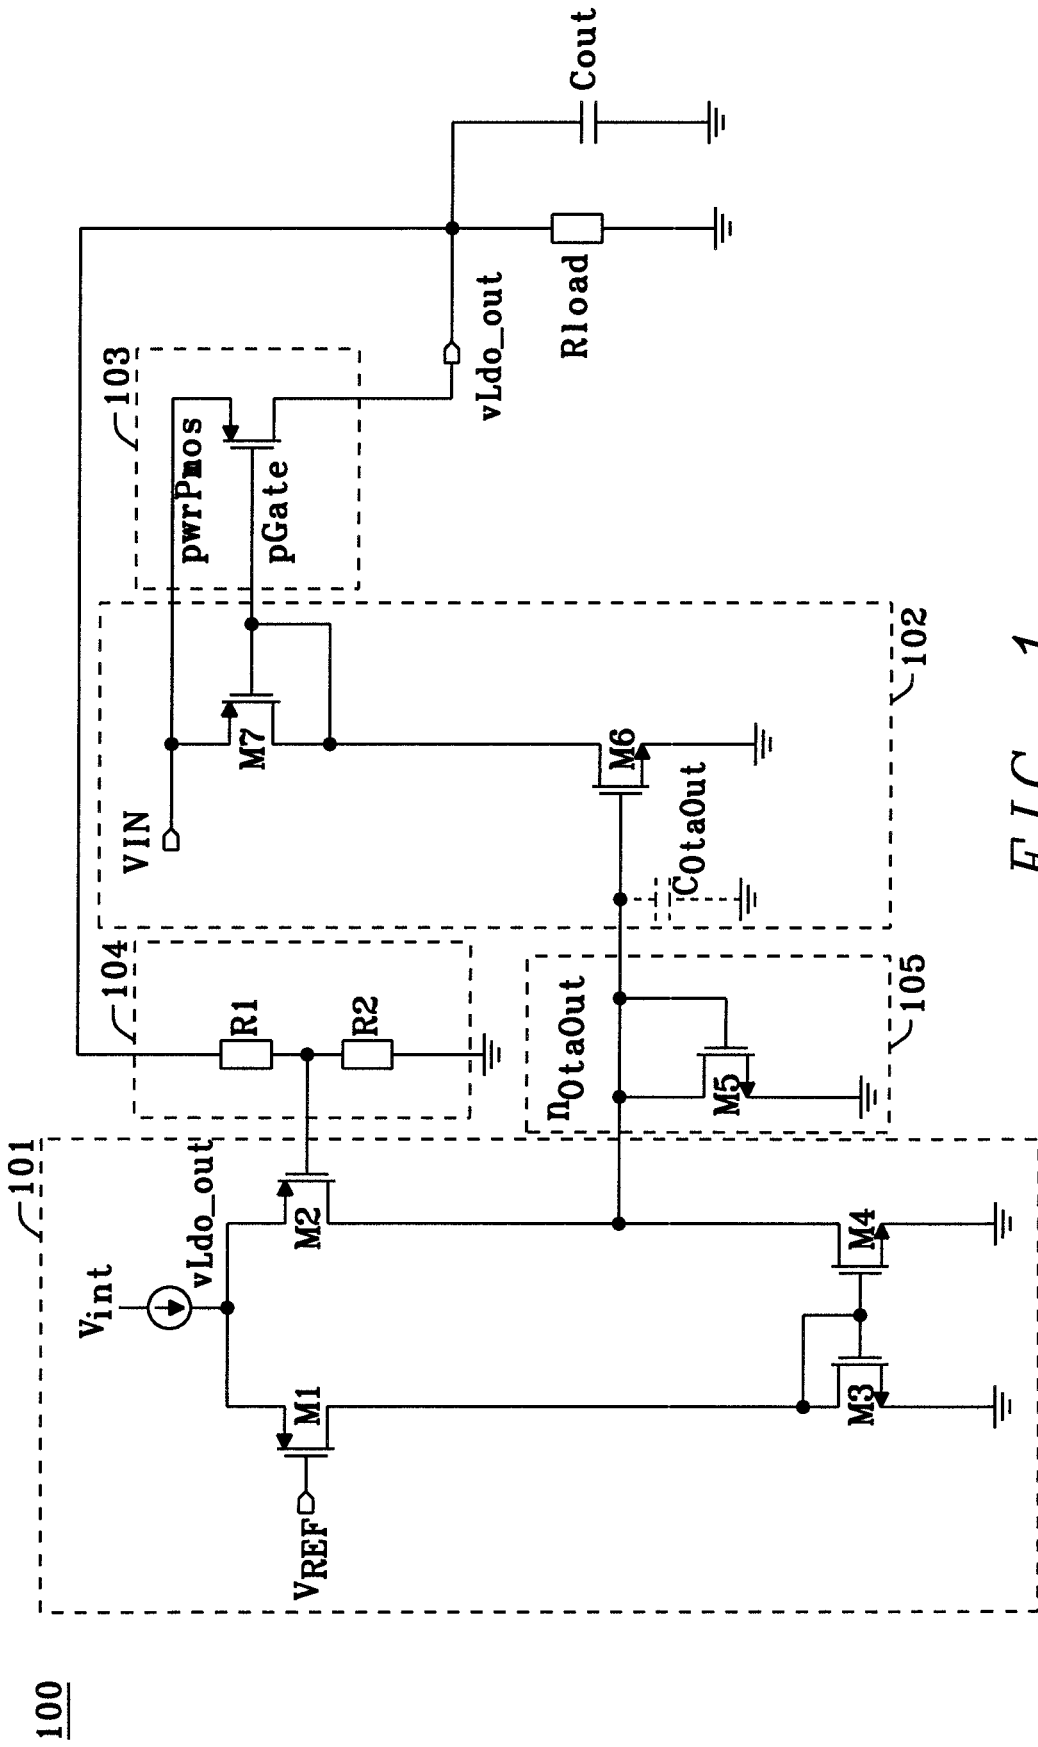 100
101
Vint
vLdo_out
M1
M2
VREF
M3
M4
104
R1
R2
nOtaOut
M5
105
VIN
M7
M6
COtaOut
102
103
pwrPmos
pGate
vLdo_out
Rload
Cout
FIG. 1